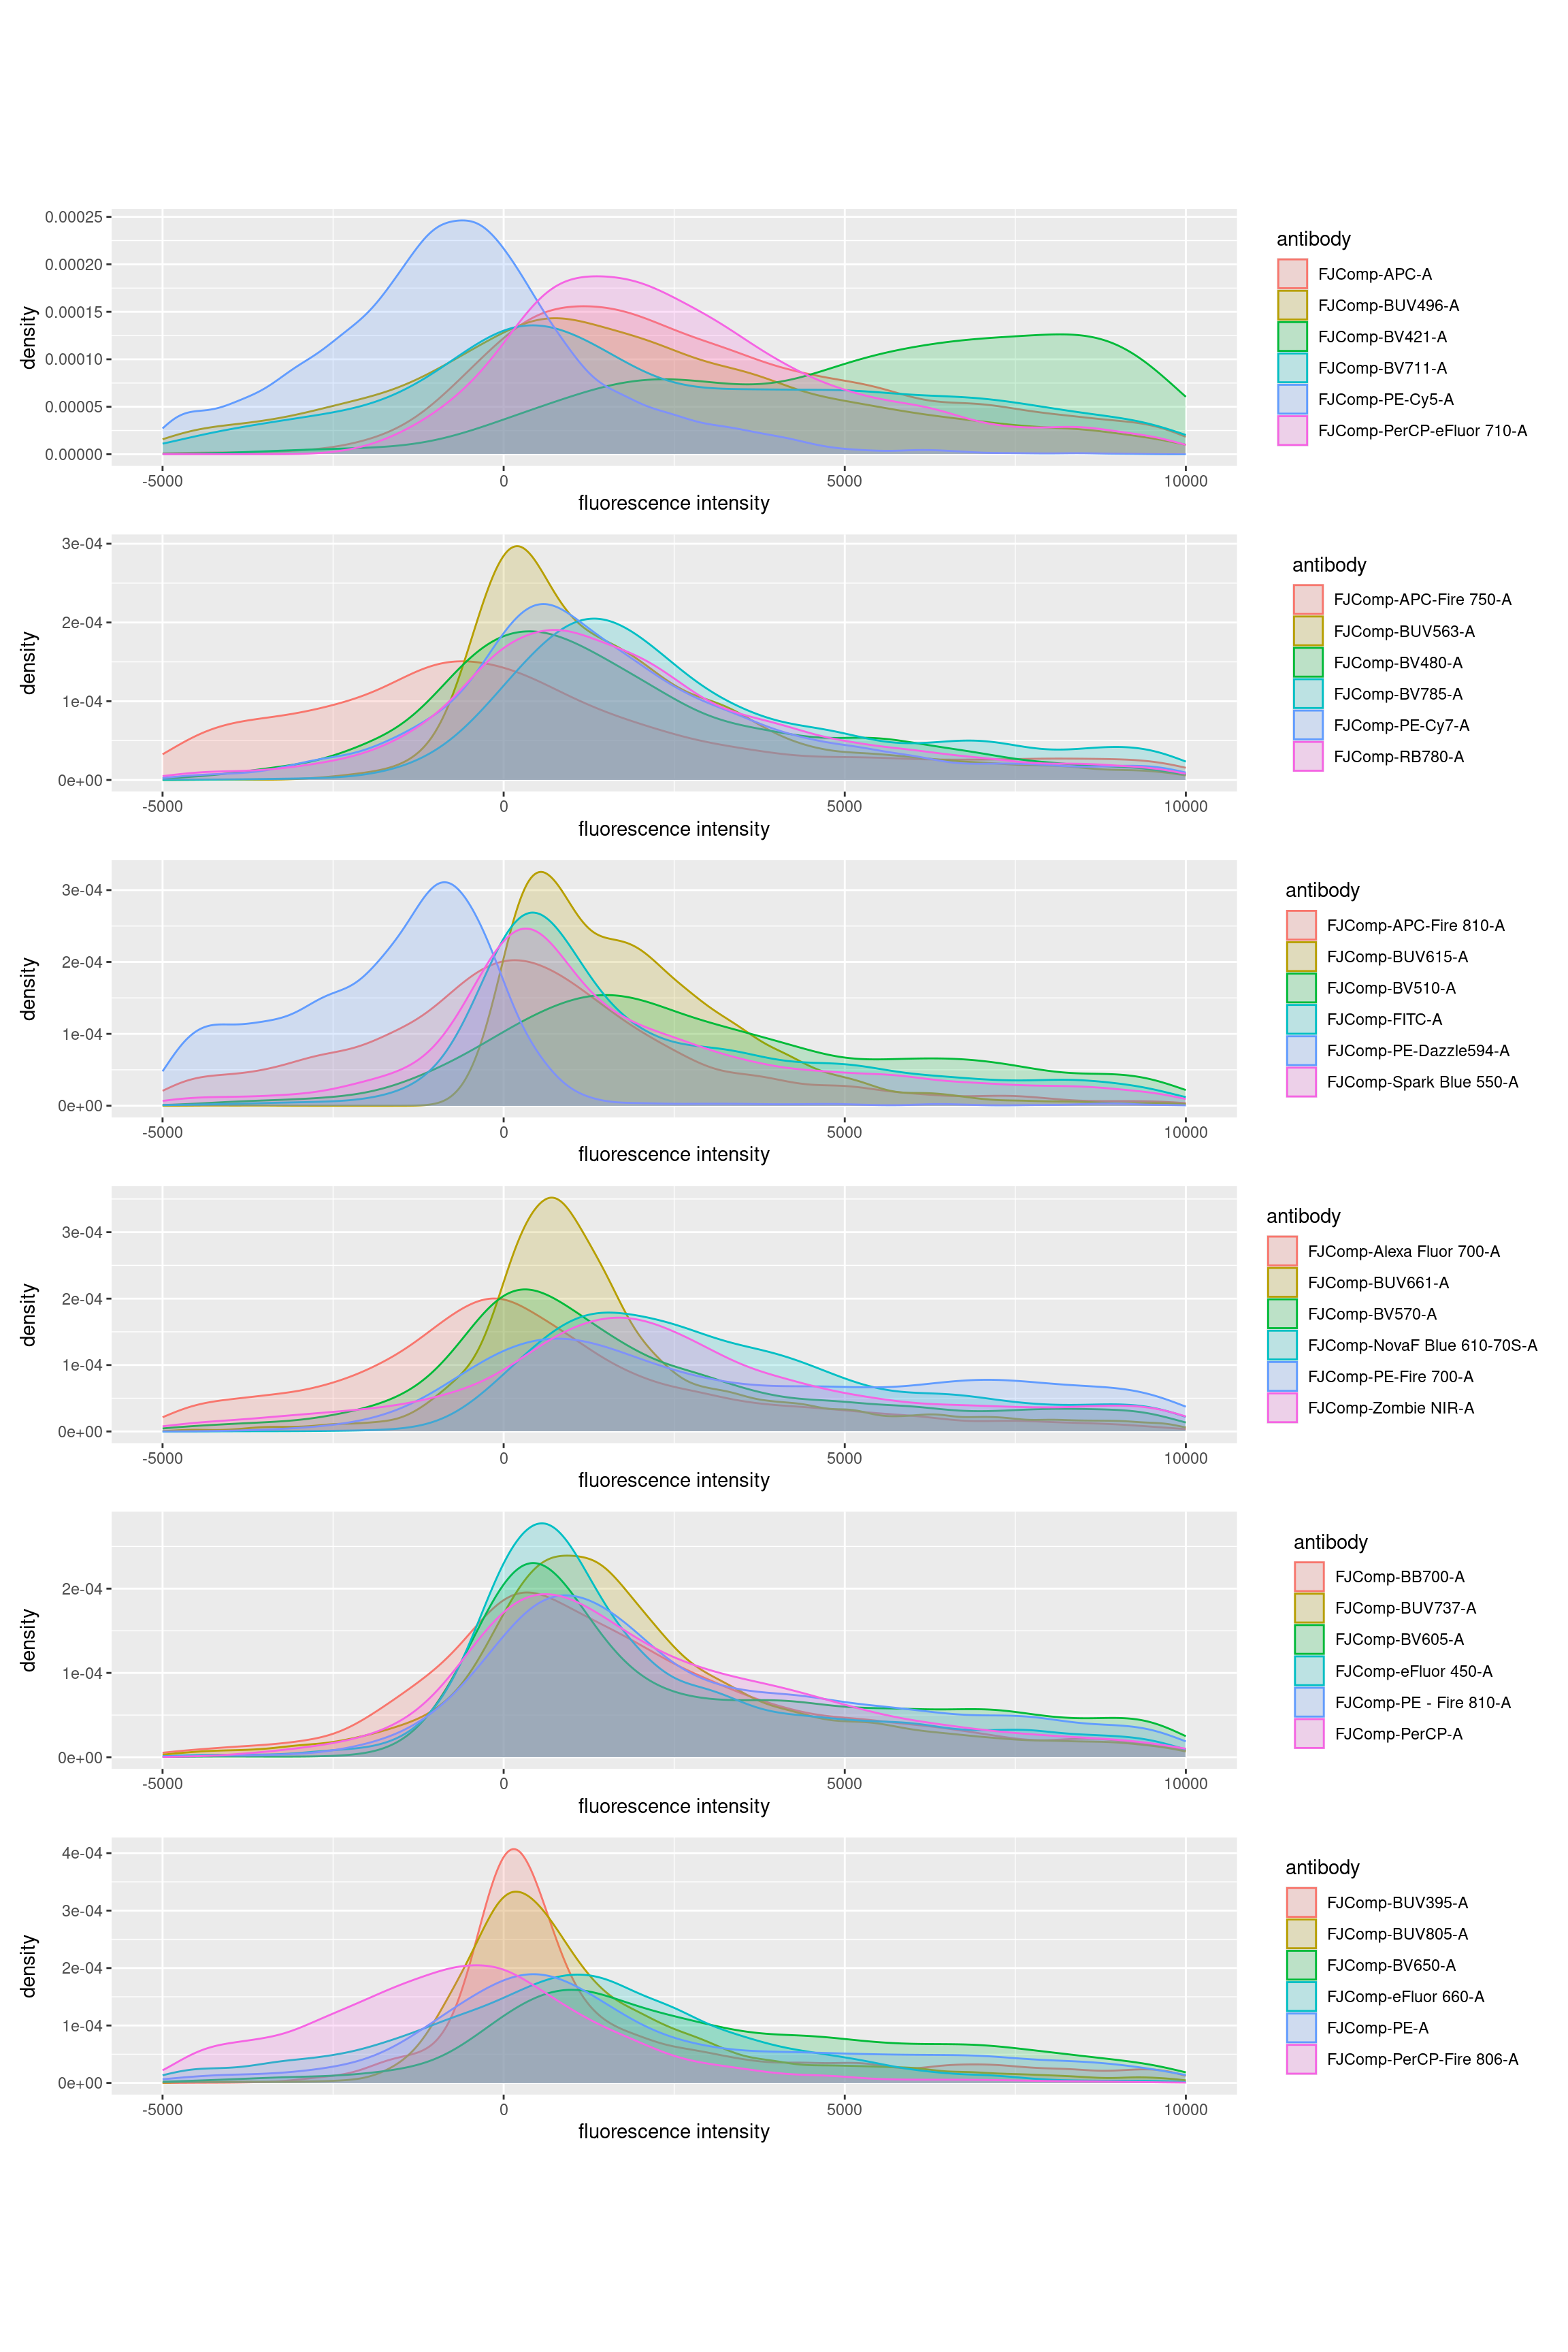 antibody
0.00025
0.00020
0.00015
0.00010
0.00005
0.00000
density
FJComp-APC-A
FJComp-BUV496-A
FJComp-BV421-A
FJComp-BV711-A
FJComp-PE-Cy5-A
FJComp-PerCP-eFluor 710-A
-5000 0 5000 10000
fluorescence intensity
antibody
3e-04
2e-04
1e-04
0e+00
density
FJComp-APC-Fire 750-A
FJComp-BUV563-A
FJComp-BV480-A
FJComp-BV785-A
FJComp-PE-Cy7-A
FJComp-RB780-A
-5000 0 5000 10000
fluorescence intensity
antibody
3e-04
2e-04
1e-04
0e+00
density
FJComp-APC-Fire 810-A
FJComp-BUV615-A
FJComp-BV510-A
FJComp-FITC-A
FJComp-PE-Dazzle594-A
FJComp-Spark Blue 550-A
-5000 0 5000 10000
fluorescence intensity
antibody
3e-04
2e-04
1e-04
0e+00
density
FJComp-Alexa Fluor 700-A
FJComp-BUV661-A
FJComp-BV570-A
FJComp-NovaF Blue 610-70S-A
FJComp-PE-Fire 700-A
FJComp-Zombie NIR-A
-5000 0 5000 10000
fluorescence intensity
antibody
2e-04
1e-04
0e+00
density
FJComp-BB700-A
FJComp-BUV737-A
FJComp-BV605-A
FJComp-eFluor 450-A
FJComp-PE - Fire 810-A
FJComp-PerCP-A
-5000 0 5000 10000
fluorescence intensity
antibody
4e-04
3e-04
2e-04
1e-04
0e+00
density
FJComp-BUV395-A
FJComp-BUV805-A
FJComp-BV650-A
FJComp-eFluor 660-A
FJComp-PE-A
FJComp-PerCP-Fire 806-A
-5000 0 5000 10000
fluorescence intensity